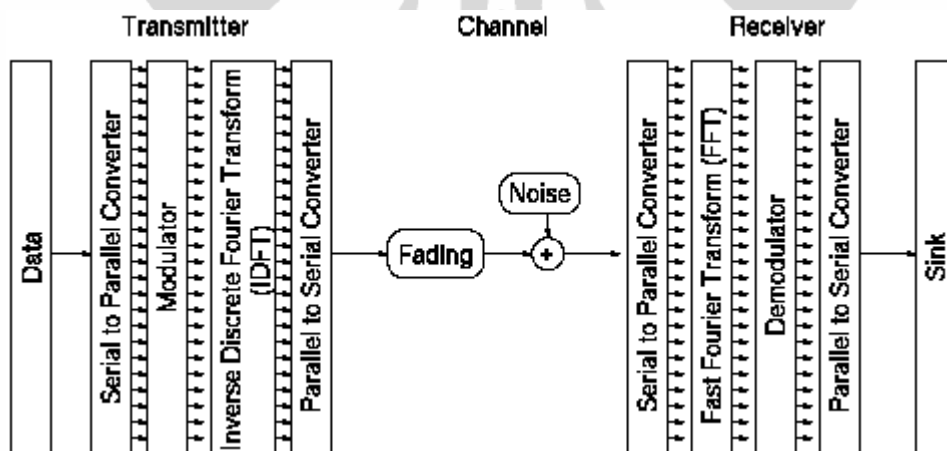 Transmitter
Channel
Receiver
Data
Serial to Parallel Converter
Modulator
Inverse Discrete Fourier Transform
(IDFT)
Parallel to Serial Converter
Fading
Noise
+
Serial to Parallel Converter
Fast Fourier Transform (FFT)
Demodulator
Parallel to Serial Converter
Sink